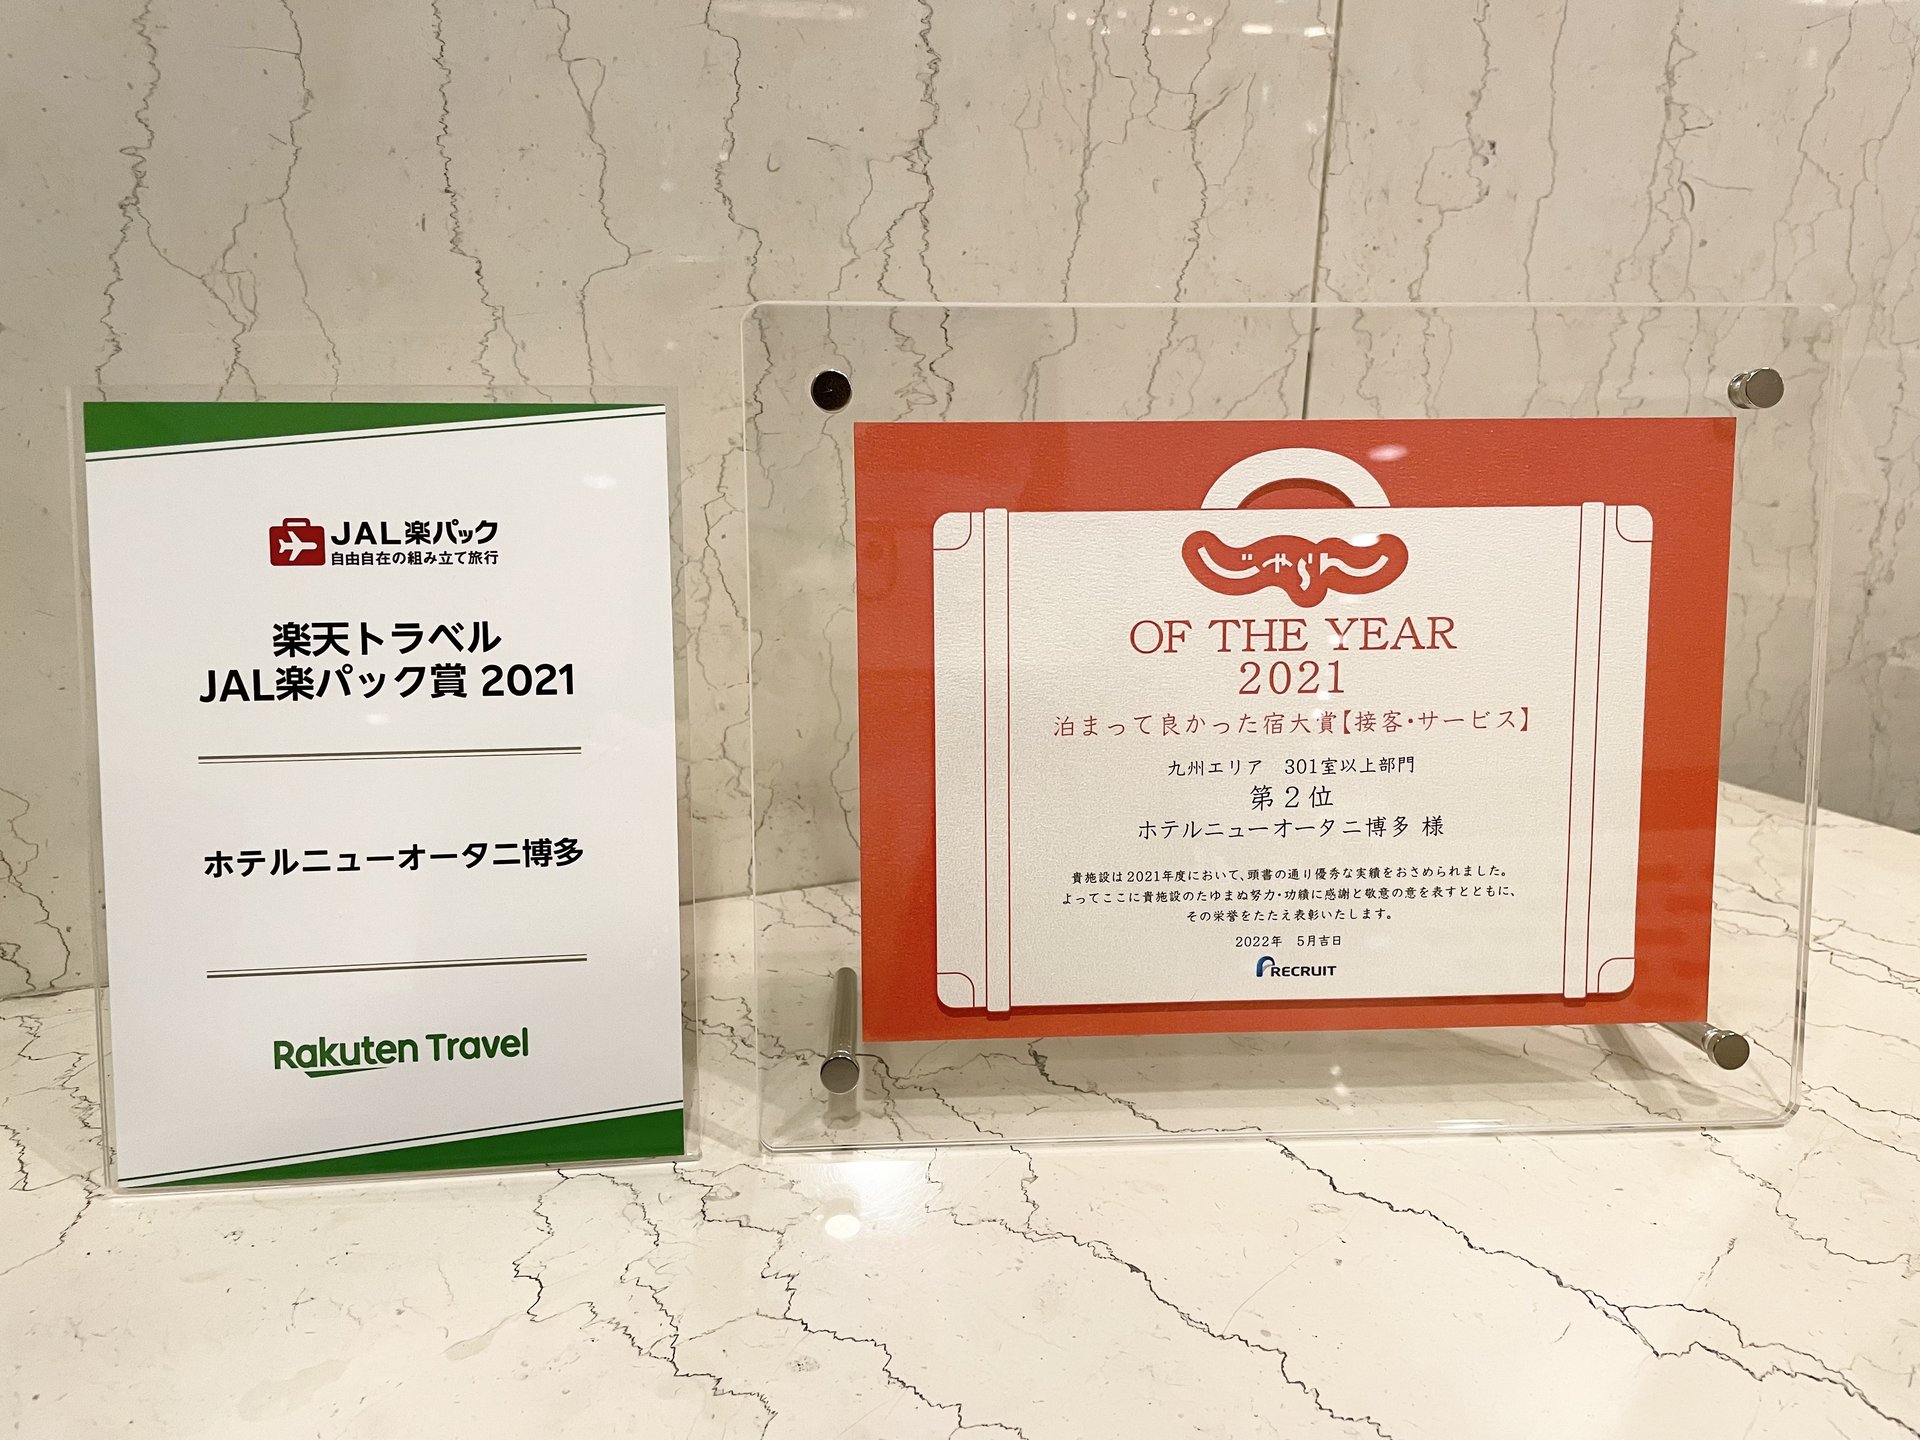 JAL楽パック
自由自在の組み立て旅行
楽天トラベル
JAL楽パック賞 2021
ホテルニューオータニ博多
Rakuten Travel
じゃらん
OF THE YEAR
2021
泊まって良かった宿大賞【接客・サービス】
九州エリア　301室以上部門
第2位
ホテルニューオータニ博多 様
貴施設は2021年度において、頭書の通り優秀な実績をおさめられました。
よってここに貴施設のたゆまぬ努力・功績に感謝と敬意の意を表すとともに、
その栄誉をたたえ表彰いたします。
2022年　5月吉日
RECRUIT